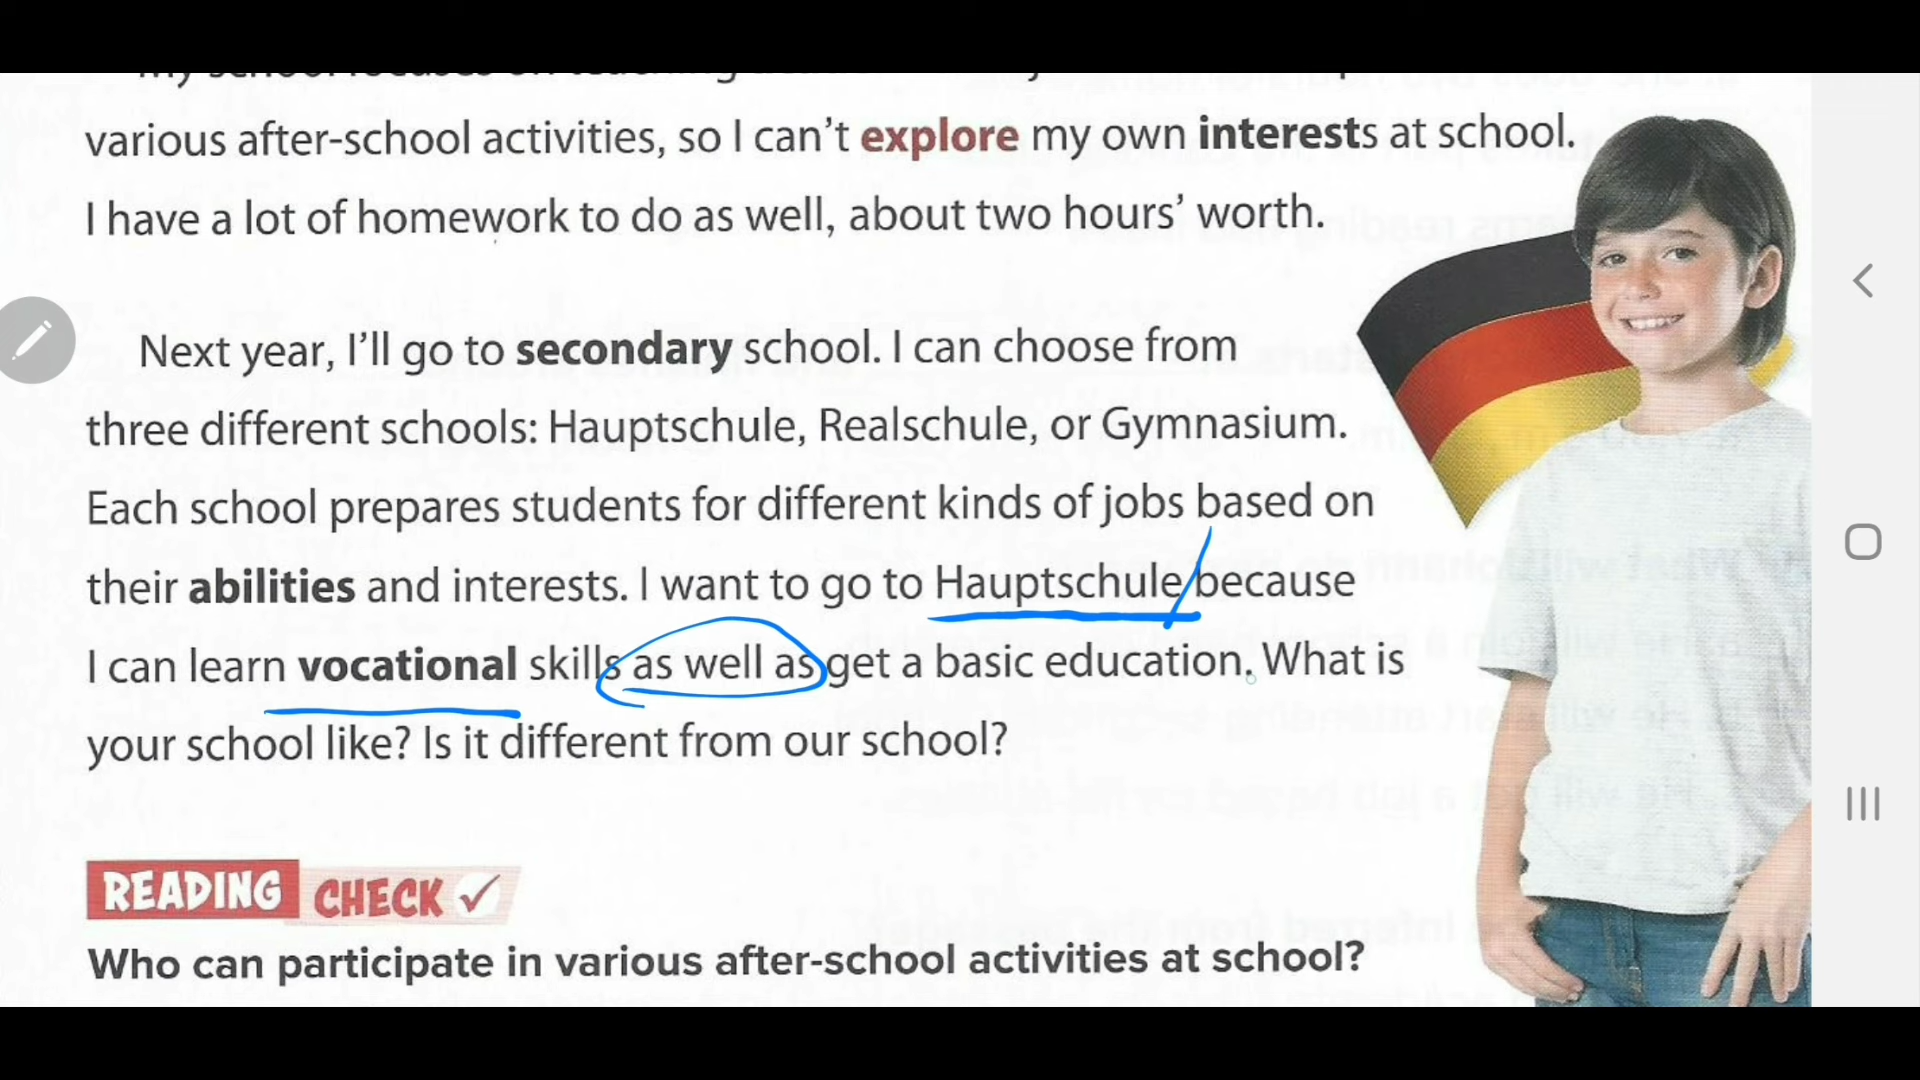 various after-school activities, so I can't explore my own interests at school.
I have a lot of homework to do as well, about two hours' worth.
Next year, I'll go to secondary school. I can choose from
three different schools: Hauptschule, Realschule, or Gymnasium.
Each school prepares students for different kinds of jobs based on
their abilities and interests. I want to go to Hauptschule because
I can learn vocational skills as well as get a basic education. What is
your school like? Is it different from our school?
READING CHECK
Who can participate in various after-school activities at school?